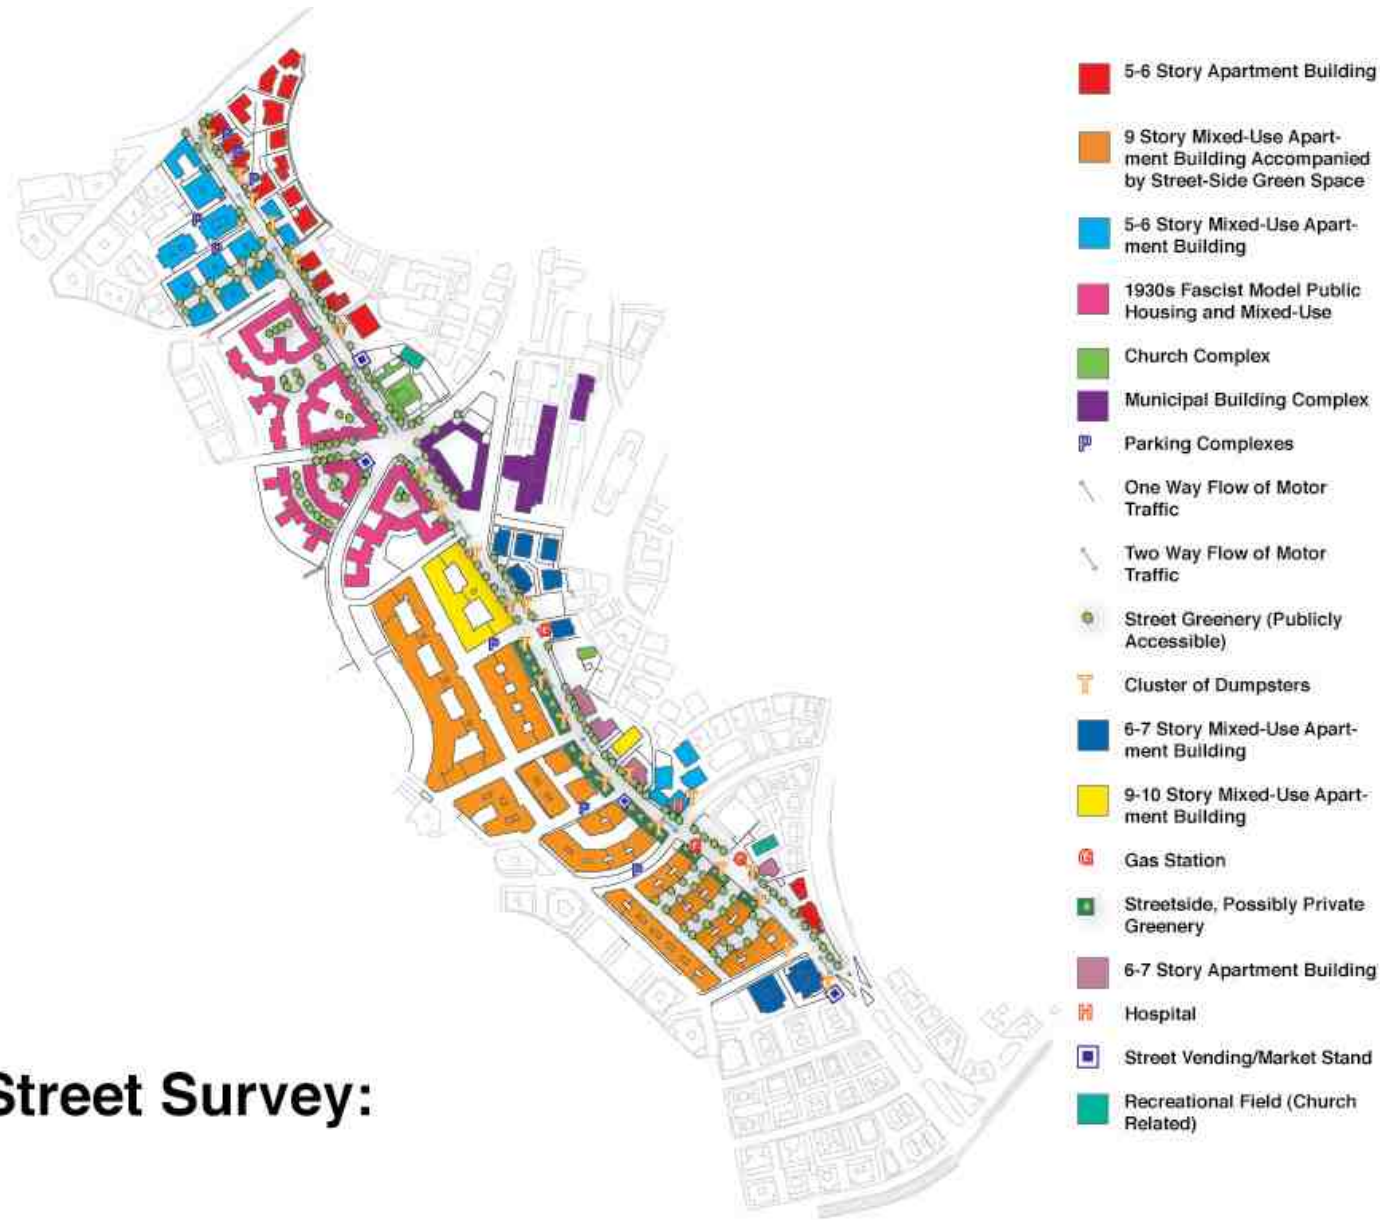 5-6 Story Apartment Building
9 Story Mixed-Use Apart-
ment Building Accompanied
by Street-Side Green Space
5-6 Story Mixed-Use Apart-
ment Building
1930s Fascist Model Public
Housing and Mixed-Use
Church Complex
Municipal Building Complex
P Parking Complexes
One Way Flow of Motor
Traffic
Two Way Flow of Motor
Traffic
Street Greenery (Publicly
Accessible)
T Cluster of Dumpsters
6-7 Story Mixed-Use Apart-
ment Building
9-10 Story Mixed-Use Apart-
ment Building
G Gas Station
Streetside, Possibly Private
Greenery
6-7 Story Apartment Building
H Hospital
Street Vending/Market Stand
Recreational Field (Church
Related)
Street Survey: